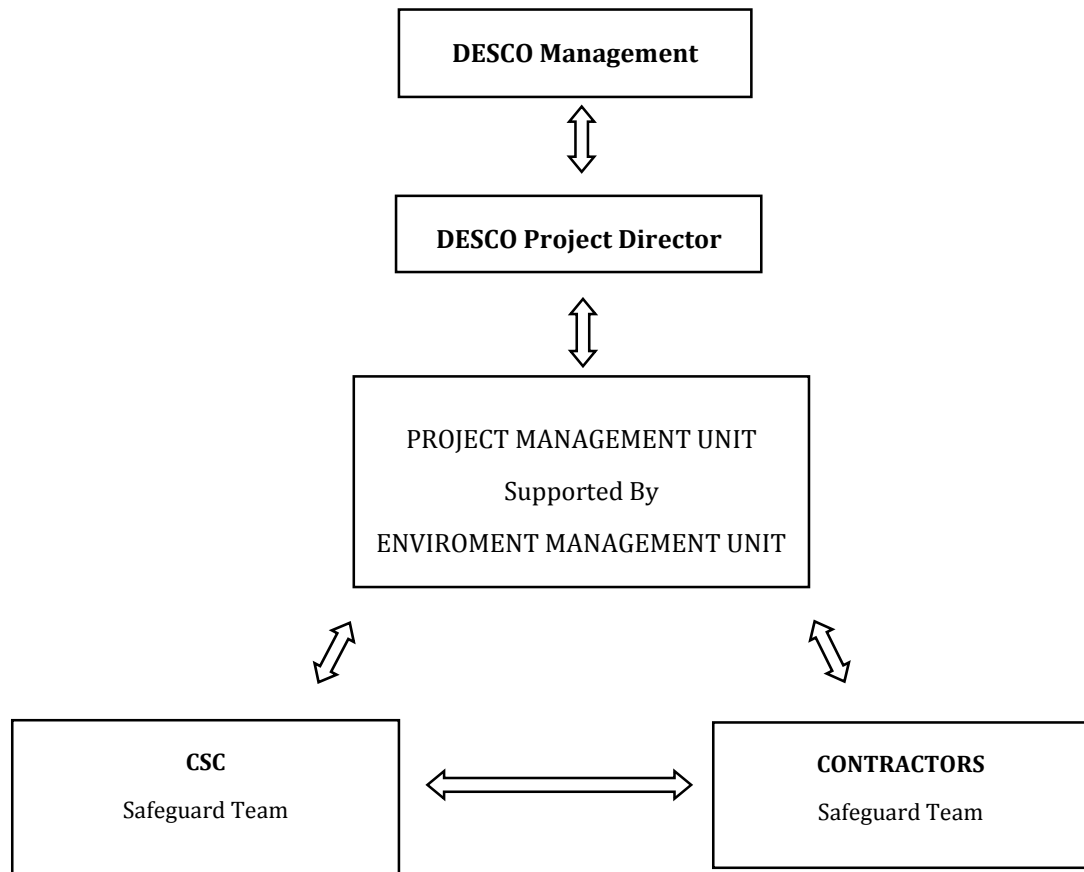 DESCO Management
DESCO Project Director
PROJECT MANAGEMENT UNIT
Supported By
ENVIROMENT MANAGEMENT UNIT
CSC
Safeguard Team
CONTRACTORS
Safeguard Team